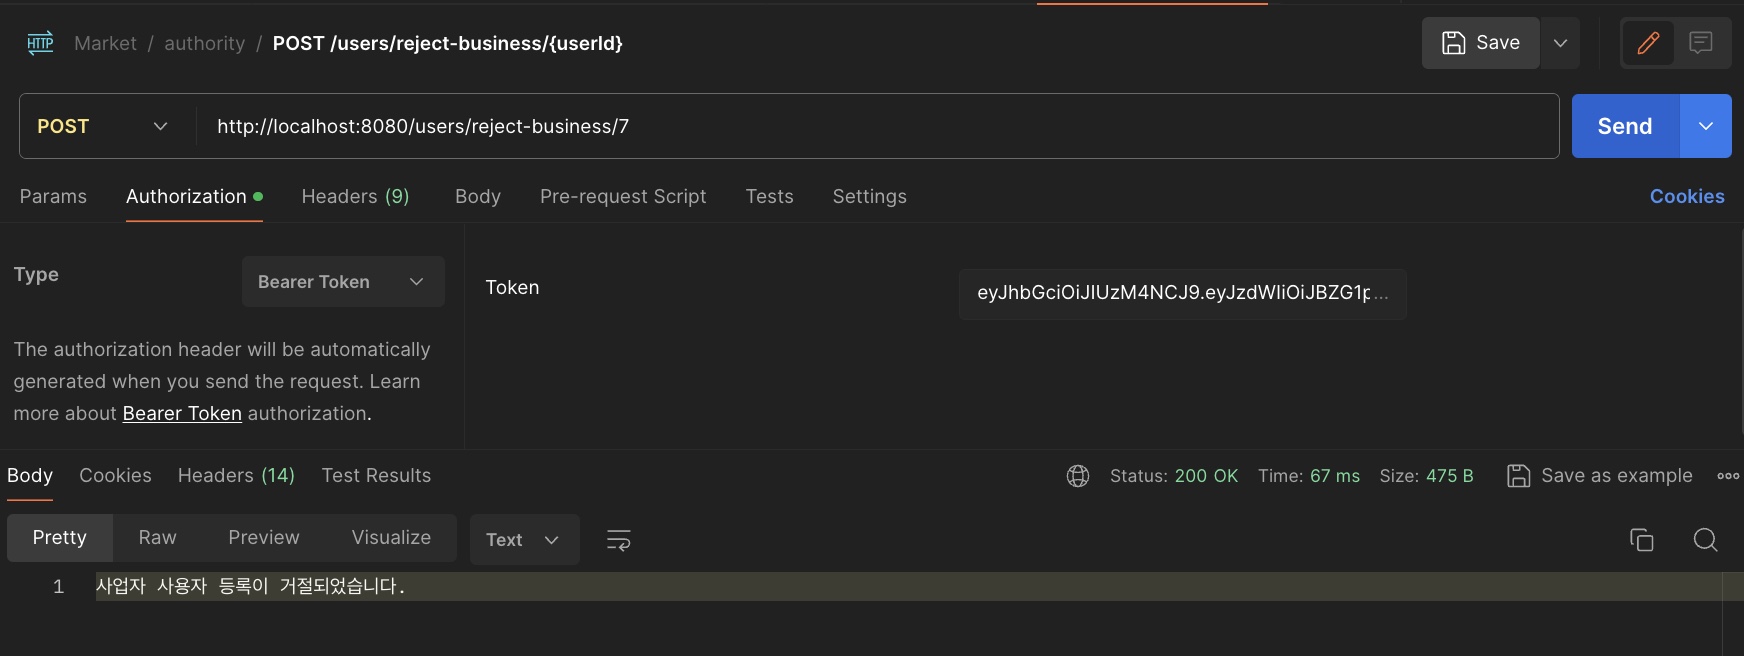 HTTP Market / authority / POST /users/reject-business/{userId} Save
POST http://localhost:8080/users/reject-business/7 Send
Params Authorization Headers (9) Body Pre-request Script Tests Settings Cookies
Type Bearer Token Token eyJhbGciOiJIUzM4NCJ9.eyJzdWIiOiJBZG1p...
The authorization header will be automatically
generated when you send the request. Learn
more about Bearer Token authorization.
Body Cookies Headers (14) Test Results Status: 200 OK Time: 67 ms Size: 475 B Save as example
Pretty Raw Preview Visualize Text
1 사업자 사용자 등록이 거절되었습니다.